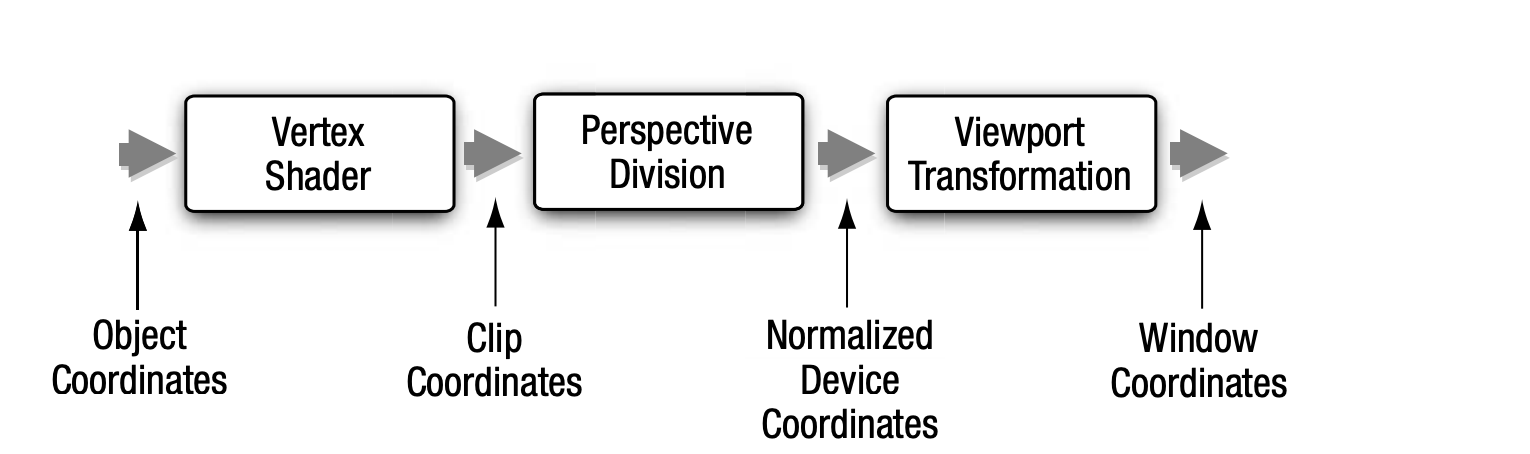 Vertex
Shader
Perspective
Division
Viewport
Transformation
Object
Coordinates
Clip
Coordinates
Normalized
Device
Coordinates
Window
Coordinates